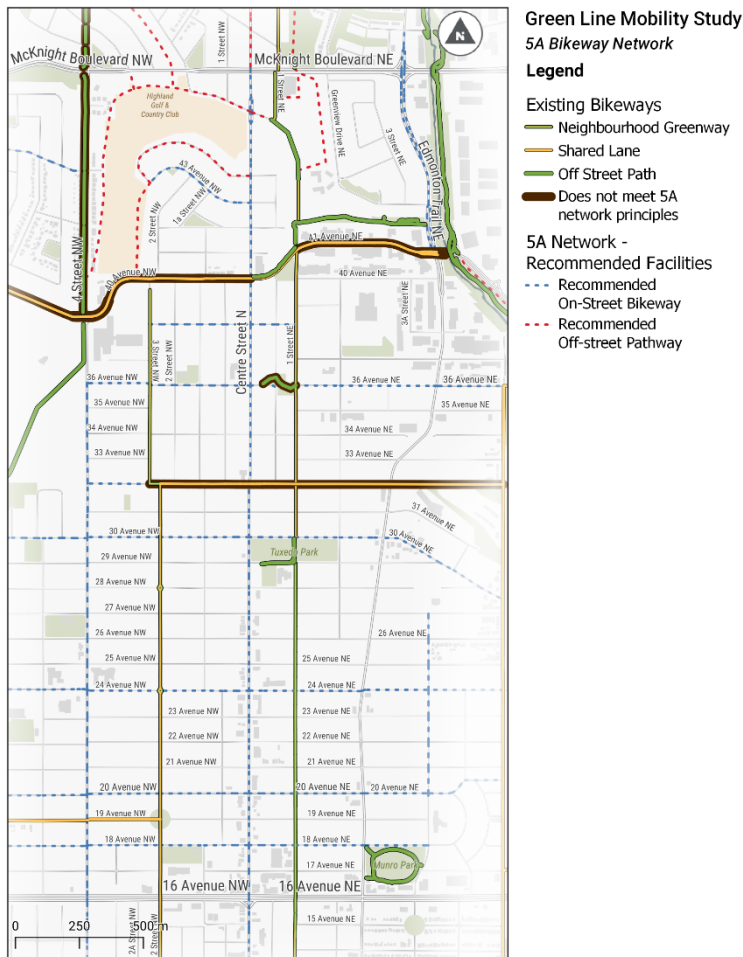 Green Line Mobility Study
5A Bikeway Network
Legend
Existing Bikeways
Neighbourhood Greenway
Shared Lane
Off Street Path
Does not meet 5A
network principles
5A Network -
Recommended Facilities
Recommended
On-Street Bikeway
Recommended
Off-street Pathway
N
McKnight Boulevard NW
McKnight Boulevard NE
1 Street NW
1 Street NE
Highland
Golf &
Country Club
Greenview Drive NE
3 Street NE
Edmonton Trail NE
43 Avenue NW
1a Street NW
2 Street NW
4 Street NW
41 Avenue NE
40 Avenue NW
40 Avenue NE
3A Street NE
Centre Street N
1 Street NE
3 Street NW
2 Street NW
36 Avenue NW
36 Avenue NE
36 Avenue NE
35 Avenue NW
35 Avenue NE
34 Avenue NW
34 Avenue NE
33 Avenue NW
33 Avenue NE
31 Avenue NE
30 Avenue NW
30 Avenue NE
Tuxedo Park
29 Avenue NW
28 Avenue NW
27 Avenue NW
26 Avenue NW
26 Avenue NE
25 Avenue NW
25 Avenue NE
24 Avenue NW
24 Avenue NE
23 Avenue NW
23 Avenue NE
22 Avenue NW
22 Avenue NE
21 Avenue NW
21 Avenue NE
20 Avenue NW
20 Avenue NE
20 Avenue NE
19 Avenue NW
19 Avenue NE
18 Avenue NW
18 Avenue NE
17 Avenue NE
Munro Park
16 Avenue NW
16 Avenue NE
15 Avenue NE
2A Street NW
2 Street NW
0 250 500 m